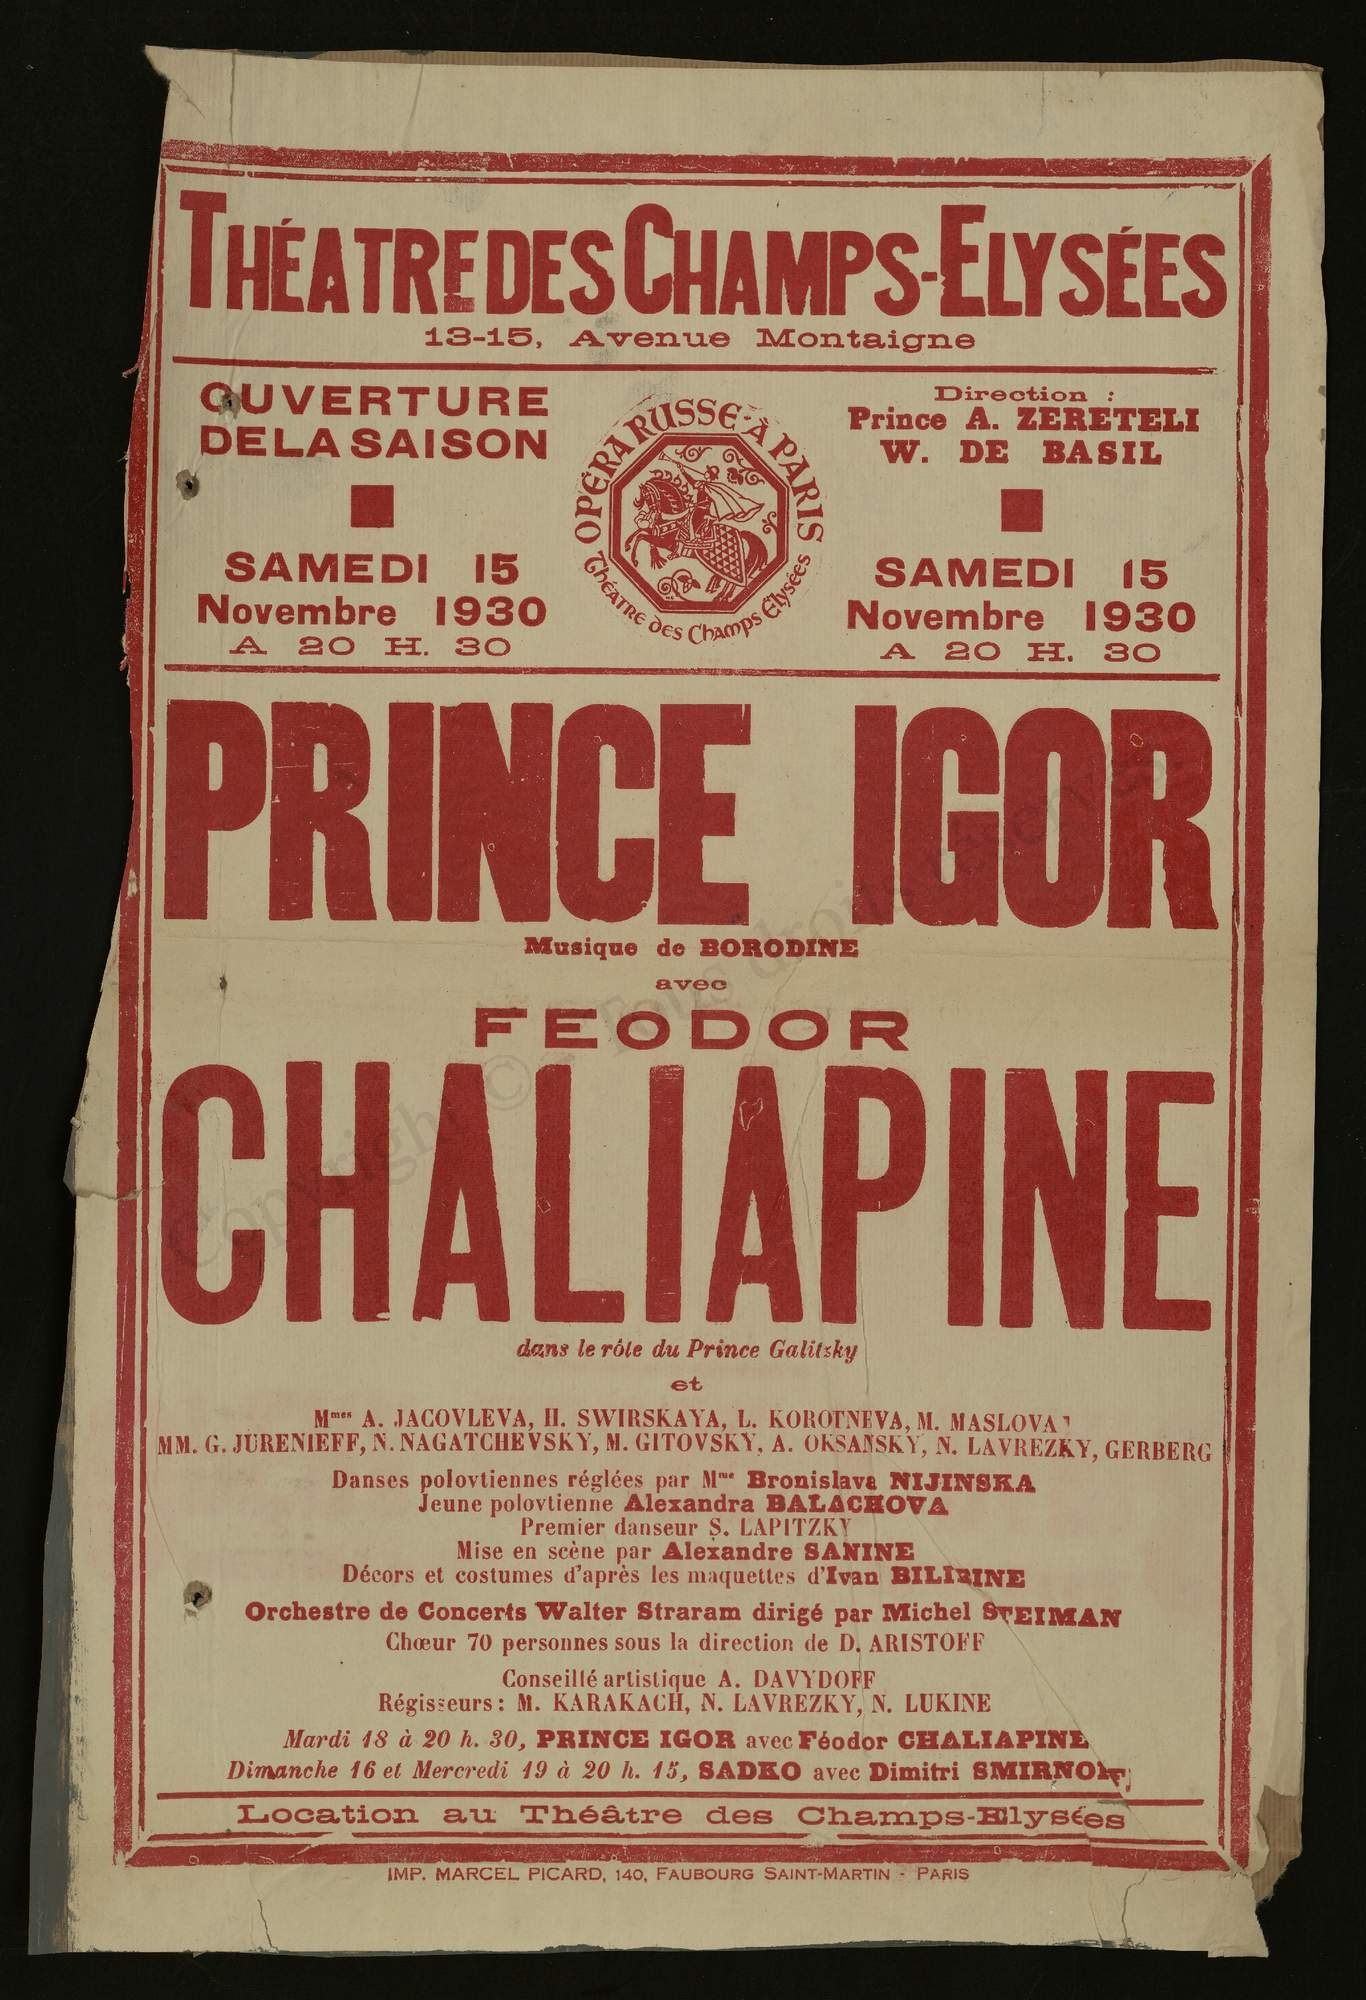 THÉATRE DES CHAMPS-ELYSÉES
13-15, Avenue Montaigne
OUVERTURE
DE LA SAISON
SAMEDI 15
Novembre 1930
A 20 H. 30
OPÉRA RUSSE-À PARIS
Théatre des Champs Elysées
Direction :
Prince A. ZERETELI
W. DE BASIL
SAMEDI 15
Novembre 1930
A 20 H. 30
PRINCE IGOR
Musique de BORODINE
avec
FEODOR
CHALIAPINE
dans le rôle du Prince Galitsky
et
Mmes A. JACOVLEVA, H. SWIRSKAYA, L. KOROTNEVA, M. MASLOVA
MM. G. JURENIEFF, N. NAGATCHEVSKY, M. GITOVSKY, A. OKSANSKY, N. LAVREZKY, GERBERG
Danses polovtiennes réglées par Mme Bronislava NIJINSKA
Jeune polovtienne Alexandra BALACHOVA
Premier danseur S. LAPITZKY
Mise en scène par Alexandre SANINE
Décors et costumes d'après les maquettes d'Ivan BILIBINE
Orchestre de Concerts Walter Straram dirigé par Michel STEIMAN
Chœur 70 personnes sous la direction de D. ARISTOFF
Conseillé artistique A. DAVYDOFF
Régisseurs : M. KARAKACH, N. LAVREZKY, N. LUKINE
Mardi 18 à 20 h. 30, PRINCE IGOR avec Féodor CHALIAPINE
Dimanche 16 et Mercredi 19 à 20 h. 15, SADKO avec Dimitri SMIRNOFF
Location au Théâtre des Champs-Elysées
IMP. MARCEL PICARD, 140, FAUBOURG SAINT-MARTIN - PARIS
Copyright © - Tous droits réservés.